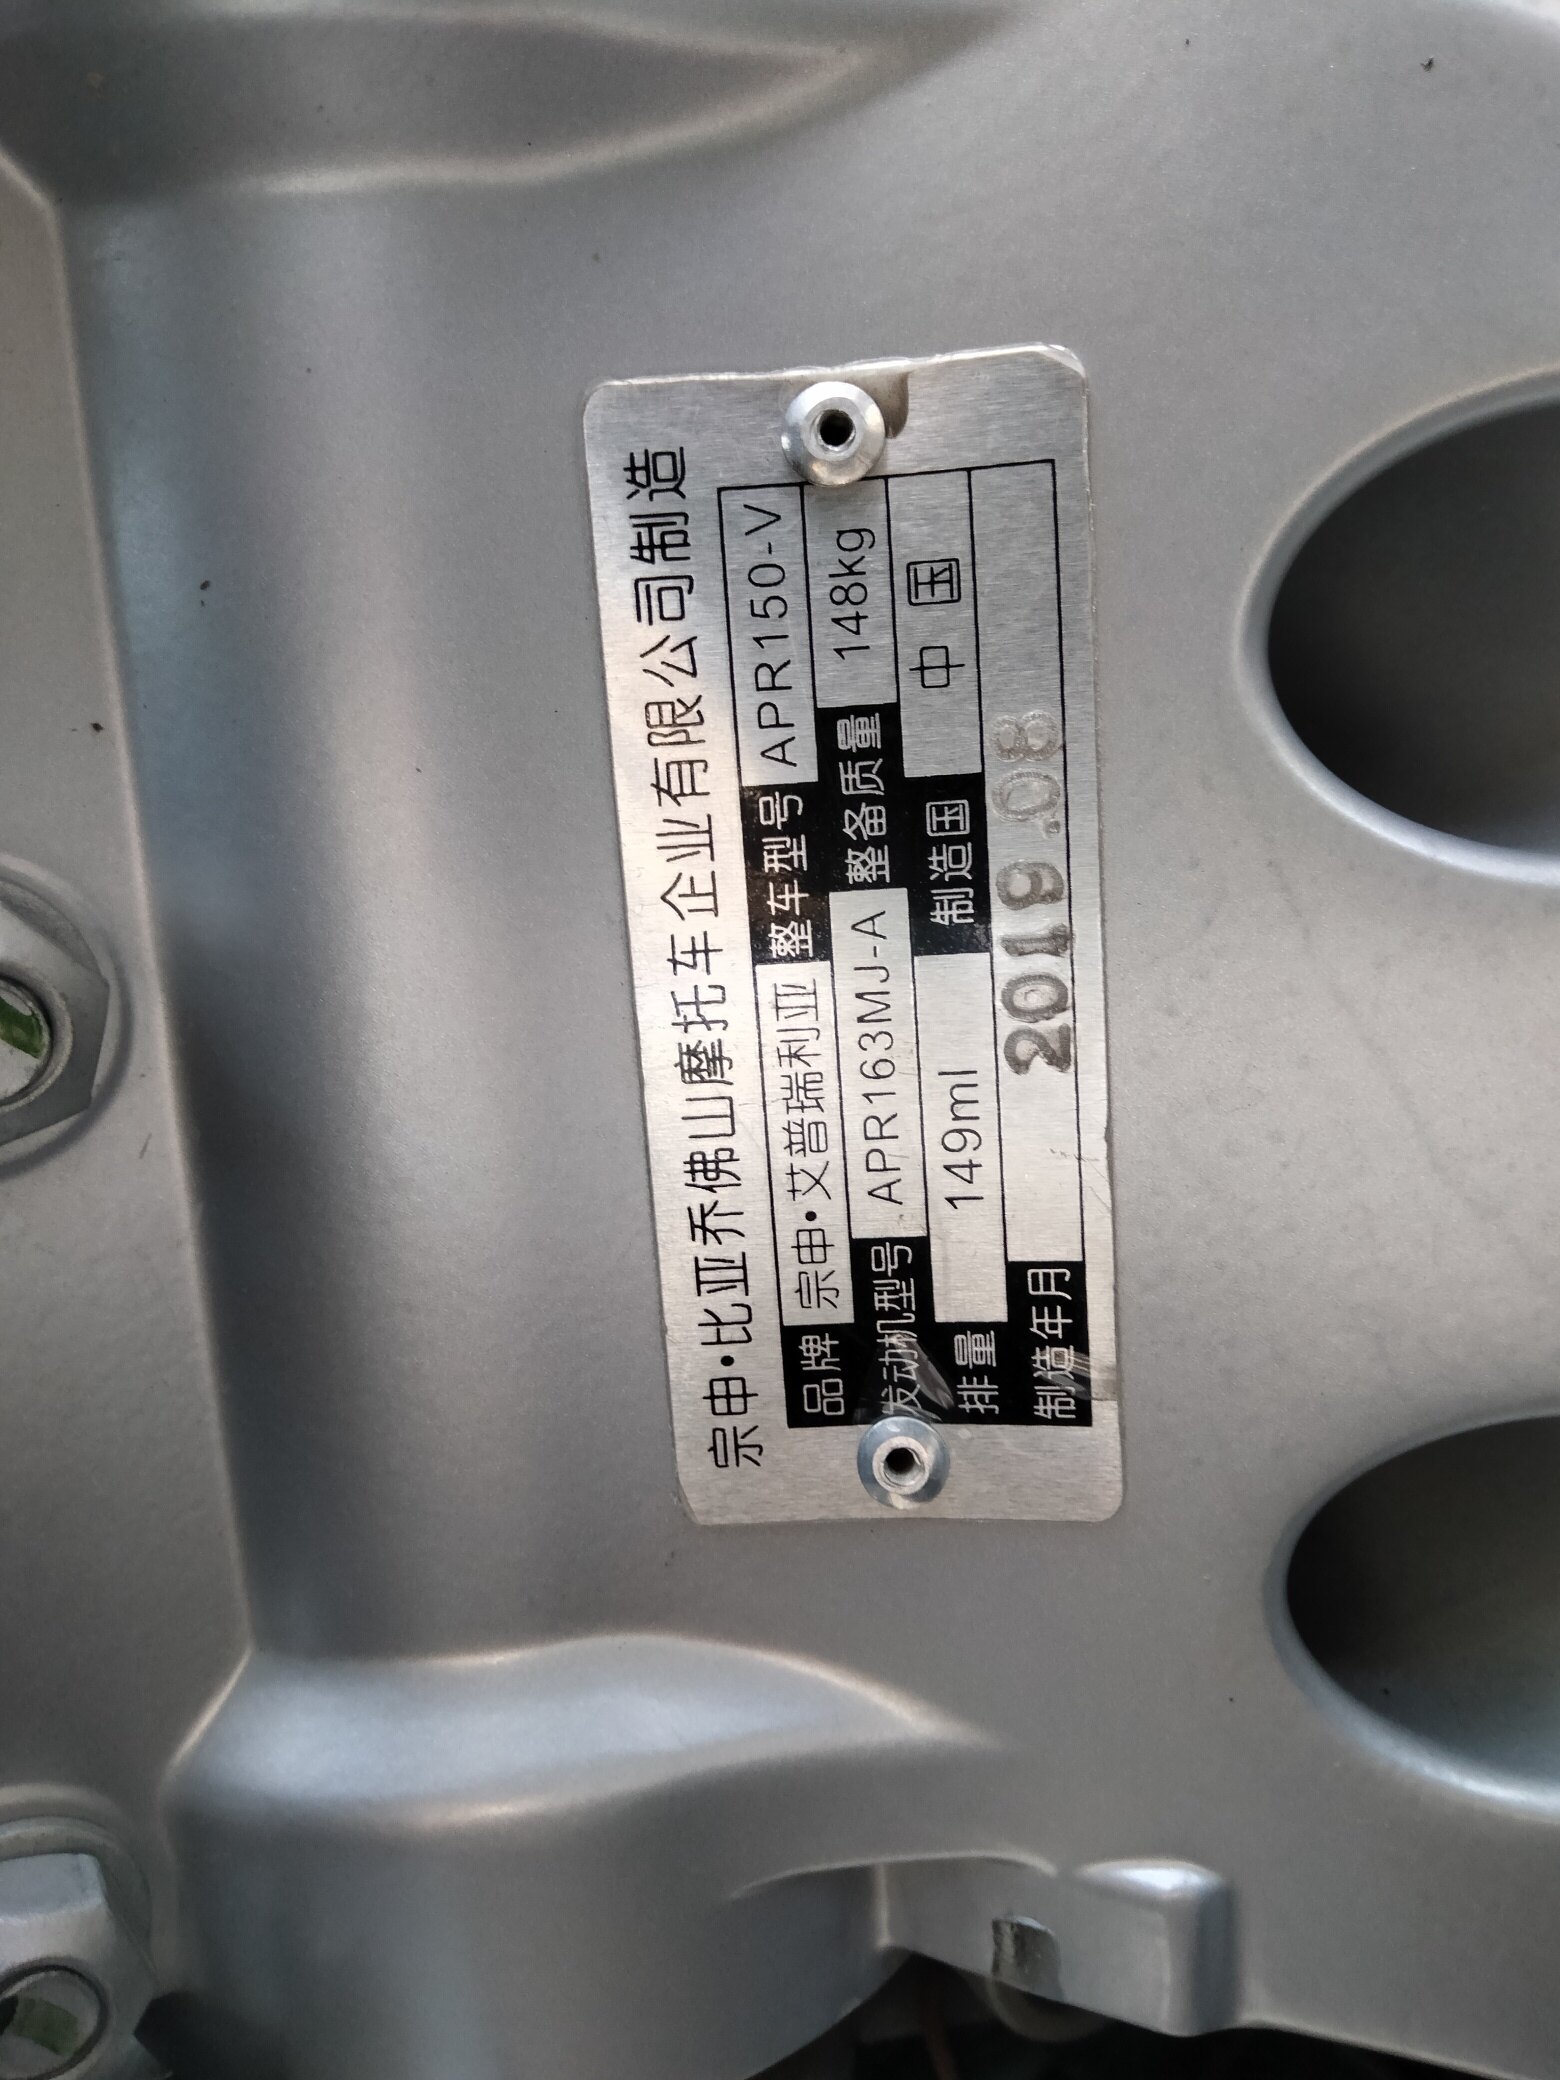 宗申·比亚乔佛山摩托车企业有限公司制造
品牌 宗申·艾普瑞利亚 整车型号 APR150-V
发动机型号 APR163MJ-A 整备质量 148kg
排量 149ml 制造国 中国
制造年月 2019.08